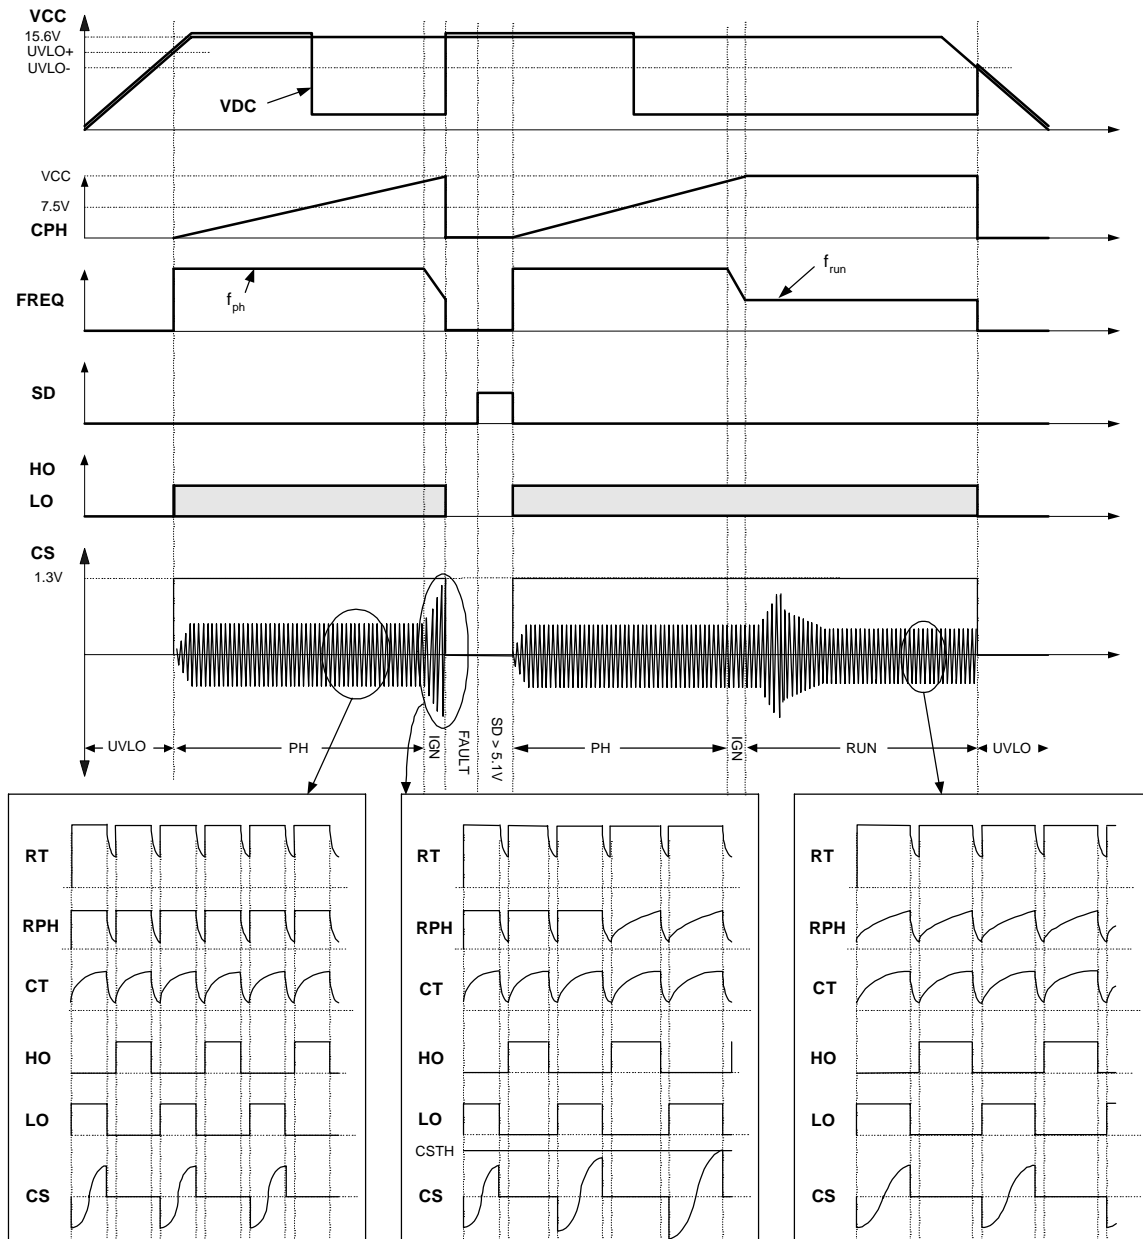 VCC
15.6V
UVLO+
UVLO-
VDC
VCC
7.5V
CPH
FREQ
fph
frun
SD
HO
LO
CS
1.3V
UVLO
PH
IGN
FAULT
SD > 5.1V
PH
IGN
RUN
UVLO
RT
RPH
CT
HO
LO
CS
RT
RPH
CT
HO
LO
CSTH
CS
RT
RPH
CT
HO
LO
CS